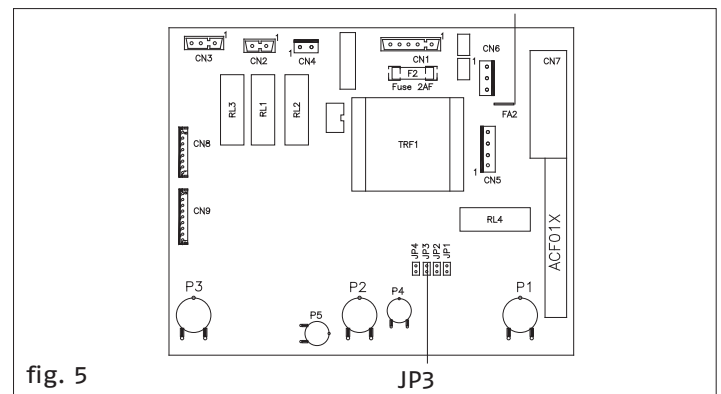 1
1
1
1
CN3
CN2
CN4
CN1
CN6
CN7
F2
Fuse 2AF
1
FA2
RL3
RL1
RL2
TRF1
CN8
1
CN5
CN9
RL4
ACF01X
JP4
JP3
JP2
JP1
P3
P2
P4
P1
P5
fig. 5
JP3